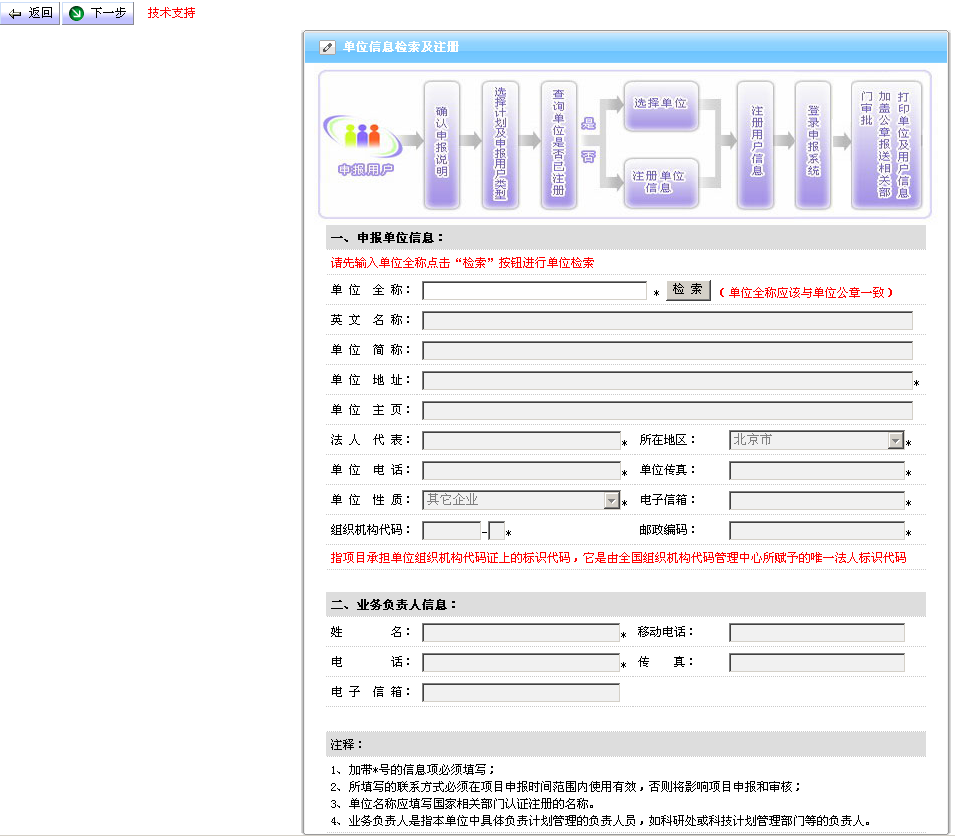 返回 下一步 技术支持
单位信息检索及注册
申报用户
确认申报说明
选择计划及申报用户类型
查询单位是否已注册
是
否
选择单位
注册单位
信息
注册用户信息
登录申报系统
打印单位及用户信息
加盖公章报送相关部
门审批
一、申报单位信息：
请先输入单位全称点击“检索”按钮进行单位检索
单 位 全 称： * 检 索 （ 单位全称应该与单位公章一致 ）
英 文 名 称：
单 位 简 称：
单 位 地 址： *
单 位 主 页：
法 人 代 表： * 所在地区： 北京市 *
单 位 电 话： * 单位传真： *
单 位 性 质： 其它企业 * 电子信箱： *
组织机构代码： - * 邮政编码： *
指项目承担单位组织机构代码证上的标识代码，它是由全国组织机构代码管理中心所赋予的唯一法人标识代码
二、业务负责人信息：
姓 名： * 移动电话：
电 话： * 传 真：
电 子 信 箱：
注释：
1、加带*号的信息项必须填写；
2、所填写的联系方式必须在项目申报时间范围内使用有效，否则将影响项目申报和审核；
3、单位名称应填写国家相关部门认证注册的名称。
4、业务负责人是指本单位中具体负责计划管理的负责人员，如科研处或科技计划管理部门等的负责人。